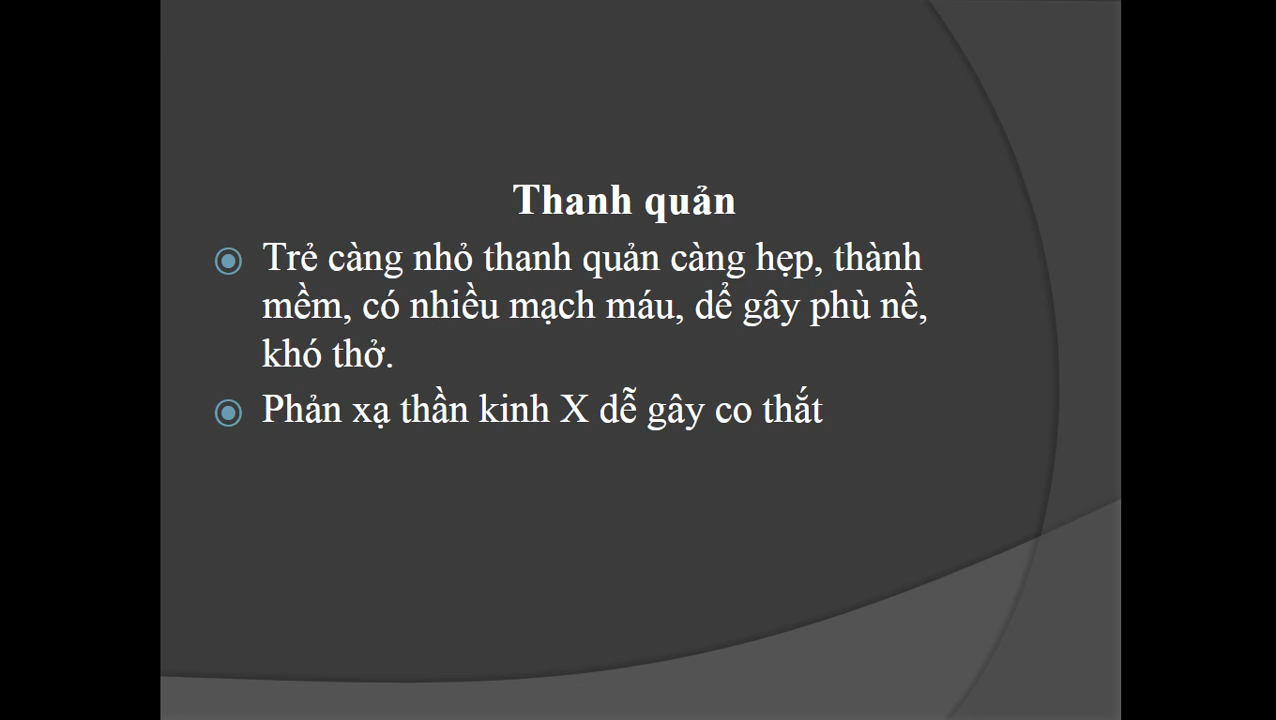 Thanh quản
Trẻ càng nhỏ thanh quản càng hẹp, thành
mềm, có nhiều mạch máu, dể gây phù nề,
khó thở.
Phản xạ thần kinh X dễ gây co thắt